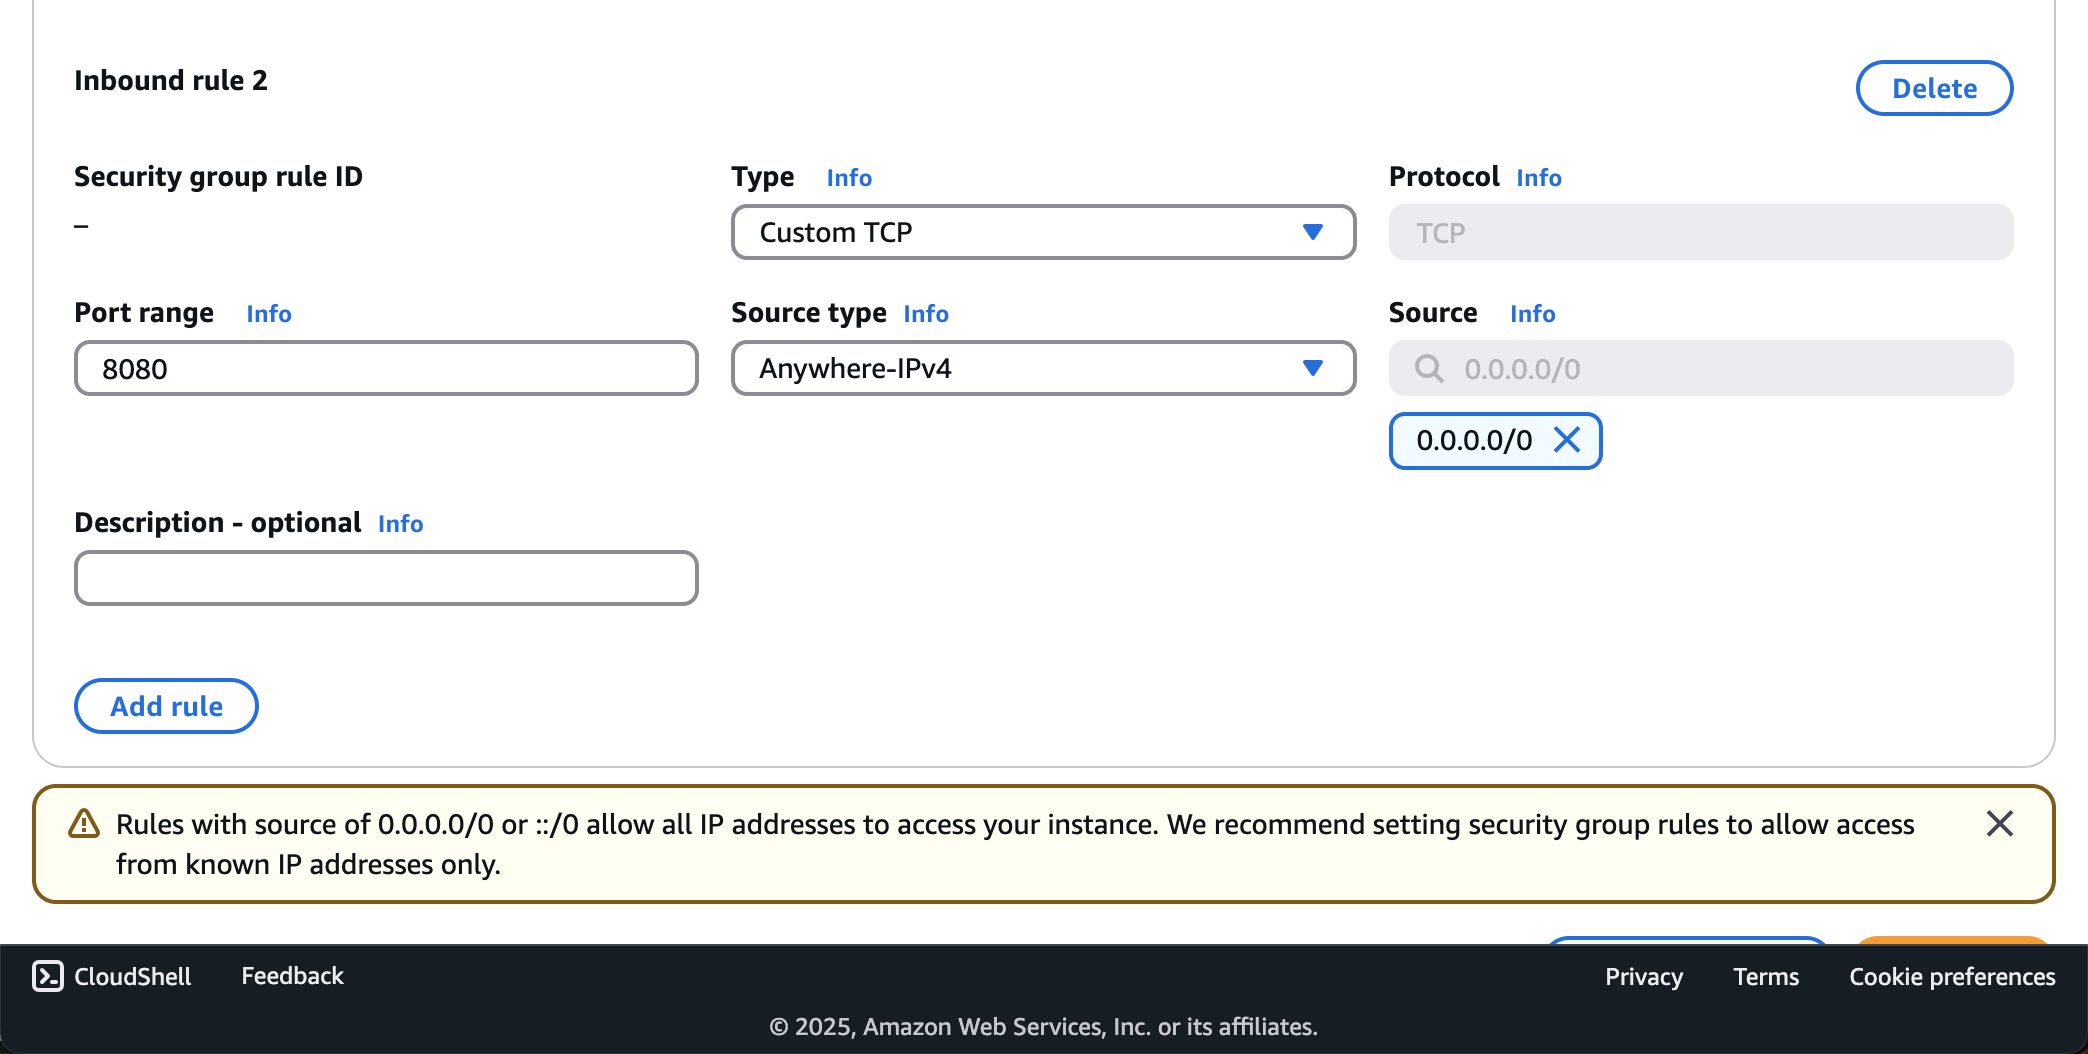 Inbound rule 2
Delete
Security group rule ID
–
Type Info
Custom TCP
Protocol Info
TCP
Port range Info
8080
Source type Info
Anywhere-IPv4
Source Info
0.0.0.0/0
0.0.0.0/0
Description - optional Info
Add rule
Rules with source of 0.0.0.0/0 or ::/0 allow all IP addresses to access your instance. We recommend setting security group rules to allow access
from known IP addresses only.
CloudShell Feedback Privacy Terms Cookie preferences
© 2025, Amazon Web Services, Inc. or its affiliates.